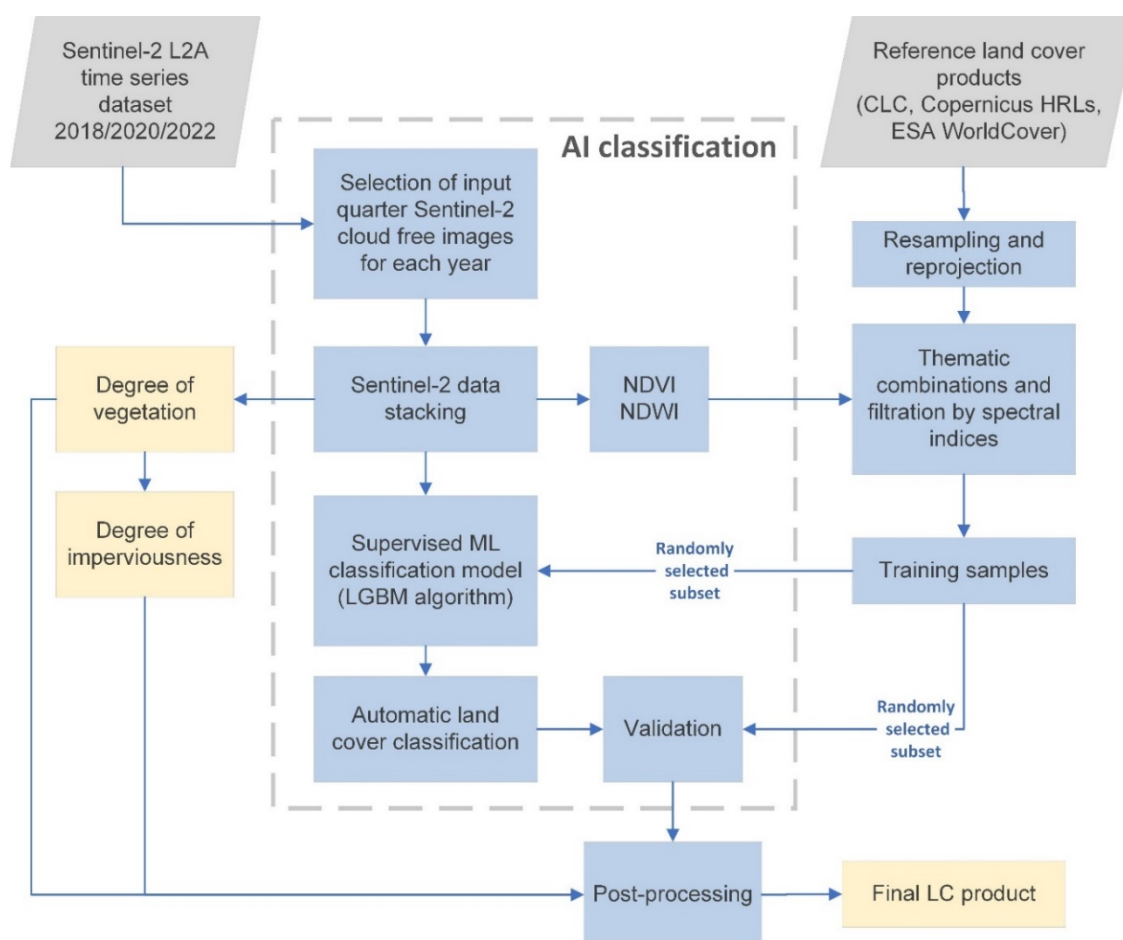 Sentinel-2 L2A
time series
dataset
2018/2020/2022
Reference land cover
products
(CLC, Copernicus HRLs,
ESA WorldCover)
AI classification
Selection of input
quarter Sentinel-2
cloud free images
for each year
Resampling and
reprojection
Degree of
vegetation
Sentinel-2 data
stacking
NDVI
NDWI
Thematic
combinations and
filtration by spectral
indices
Degree of
imperviousness
Supervised ML
classification model
(LGBM algorithm)
Randomly
selected
subset
Training samples
Automatic land
cover classification
Validation
Randomly
selected
subset
Post-processing
Final LC product